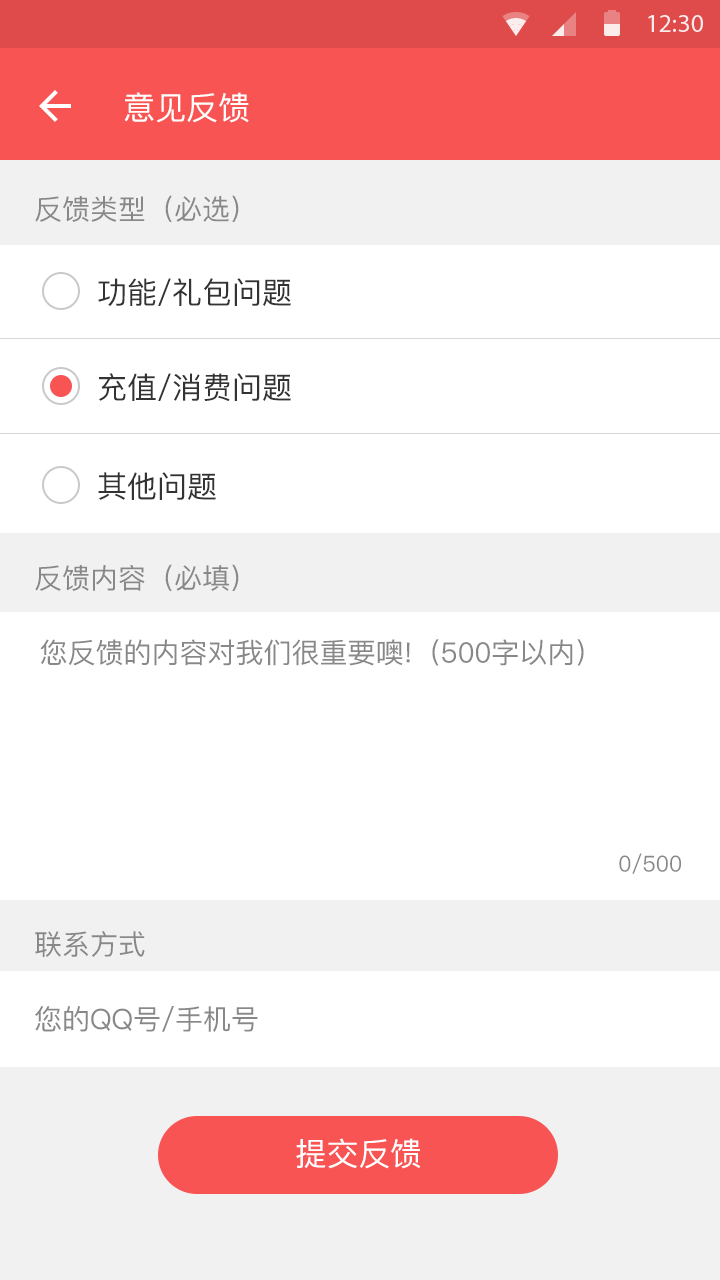 12:30
意见反馈
反馈类型（必选）
功能/礼包问题
充值/消费问题
其他问题
反馈内容（必填）
您反馈的内容对我们很重要噢!（500字以内）
0/500
联系方式
您的QQ号/手机号
提交反馈